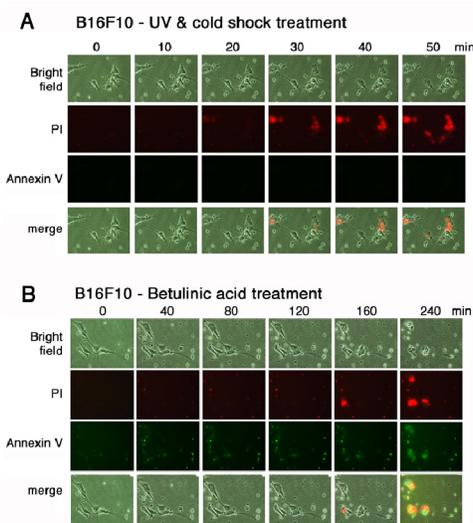 A B16F10 - UV & cold shock treatment
0 10 20 30 40 50 min
Bright
field
PI
Annexin V
merge
B B16F10 - Betulinic acid treatment
0 40 80 120 160 240 min
Bright
field
PI
Annexin V
merge